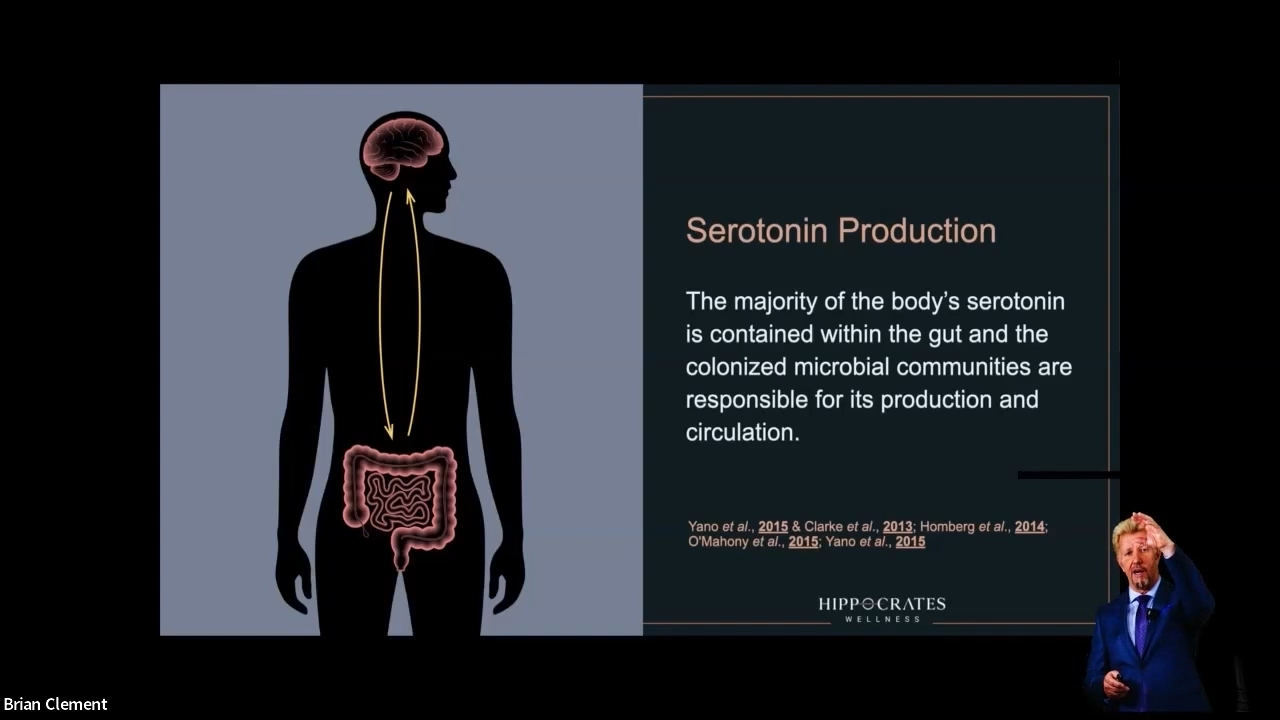 Serotonin Production
The majority of the body’s serotonin
is contained within the gut and the
colonized microbial communities are
responsible for its production and
circulation.
Yano et al., 2015 & Clarke et al., 2013; Homberg et al., 2014;
O'Mahony et al., 2015; Yano et al., 2015
HIPPOCRATES
WELLNESS
Brian Clement